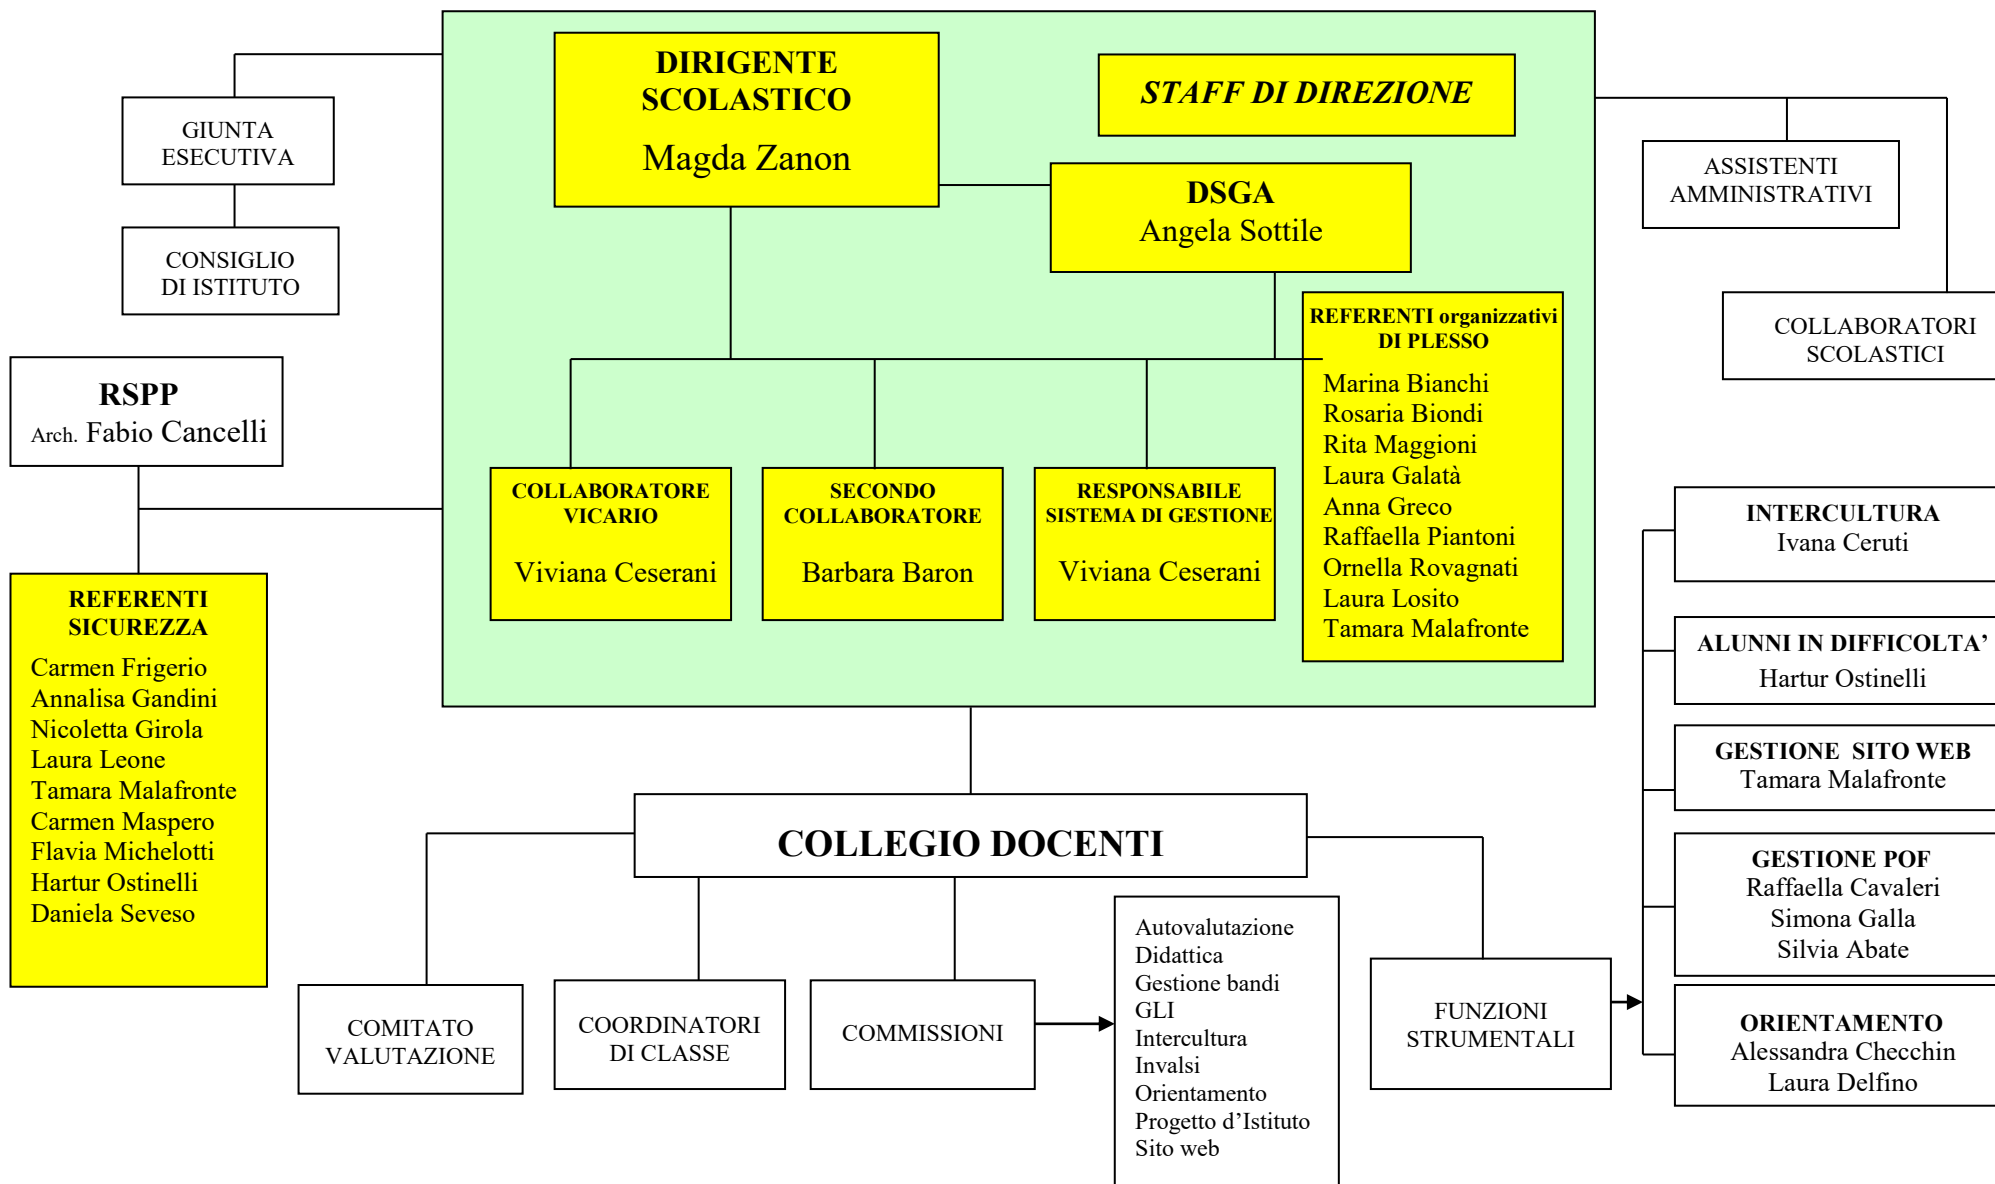 DIRIGENTE
SCOLASTICO
Magda Zanon
STAFF DI DIREZIONE
GIUNTA
ESECUTIVA
CONSIGLIO
DI ISTITUTO
DSGA
Angela Sottile
ASSISTENTI
AMMINISTRATIVI
COLLABORATORI
SCOLASTICI
REFERENTI organizzativi
DI PLESSO
Marina Bianchi
Rosaria Biondi
Rita Maggioni
Laura Galatà
Anna Greco
Raffaella Piantoni
Ornella Rovagnati
Laura Losito
Tamara Malafronte
RSPP
Arch. Fabio Cancelli
COLLABORATORE
VICARIO
Viviana Ceserani
SECONDO
COLLABORATORE
Barbara Baron
RESPONSABILE
SISTEMA DI GESTIONE
Viviana Ceserani
REFERENTI
SICUREZZA
Carmen Frigerio
Annalisa Gandini
Nicoletta Girola
Laura Leone
Tamara Malafronte
Carmen Maspero
Flavia Michelotti
Hartur Ostinelli
Daniela Seveso
INTERCULTURA
Ivana Ceruti
ALUNNI IN DIFFICOLTA’
Hartur Ostinelli
GESTIONE SITO WEB
Tamara Malafronte
GESTIONE POF
Raffaella Cavaleri
Simona Galla
Silvia Abate
ORIENTAMENTO
Alessandra Checchin
Laura Delfino
COLLEGIO DOCENTI
COMITATO
VALUTAZIONE
COORDINATORI
DI CLASSE
COMMISSIONI
Autovalutazione
Didattica
Gestione bandi
GLI
Intercultura
Invalsi
Orientamento
Progetto d’Istituto
Sito web
FUNZIONI
STRUMENTALI